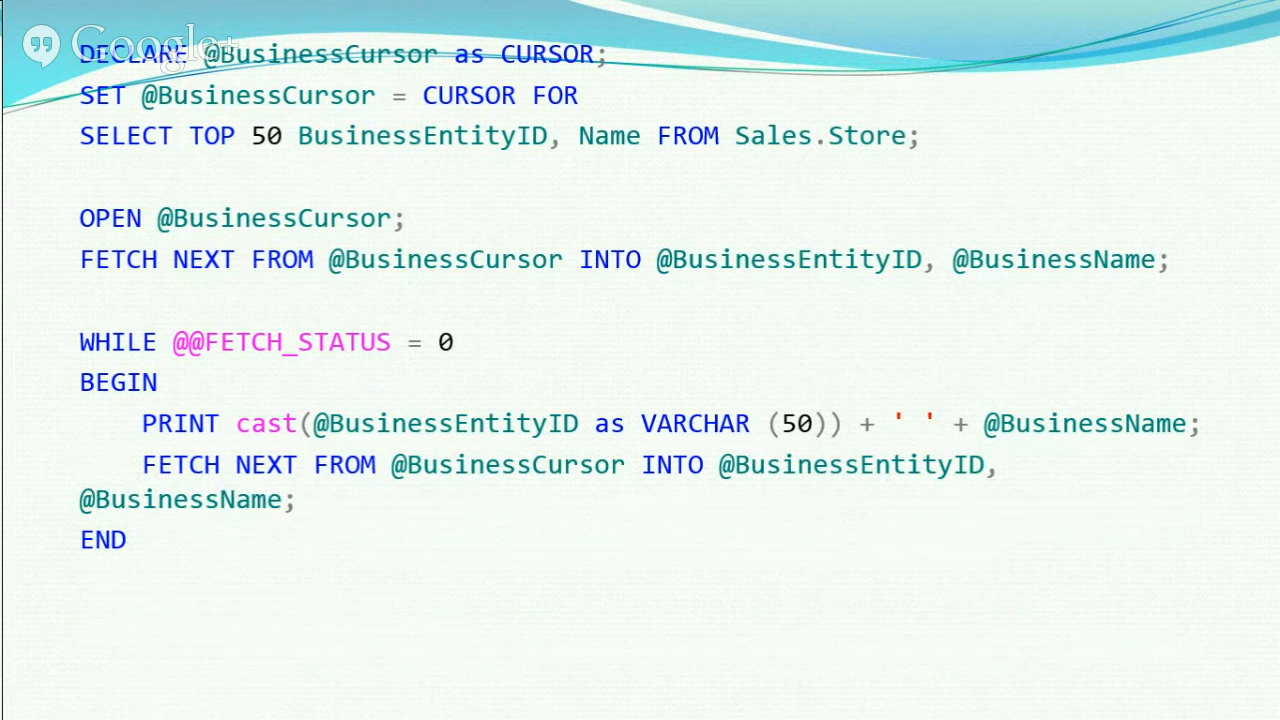 Google+
DECLARE @BusinessCursor as CURSOR;
SET @BusinessCursor = CURSOR FOR
SELECT TOP 50 BusinessEntityID, Name FROM Sales.Store;
OPEN @BusinessCursor;
FETCH NEXT FROM @BusinessCursor INTO @BusinessEntityID, @BusinessName;
WHILE @@FETCH_STATUS = 0
BEGIN
PRINT cast(@BusinessEntityID as VARCHAR (50)) + ' ' + @BusinessName;
FETCH NEXT FROM @BusinessCursor INTO @BusinessEntityID,
@BusinessName;
END